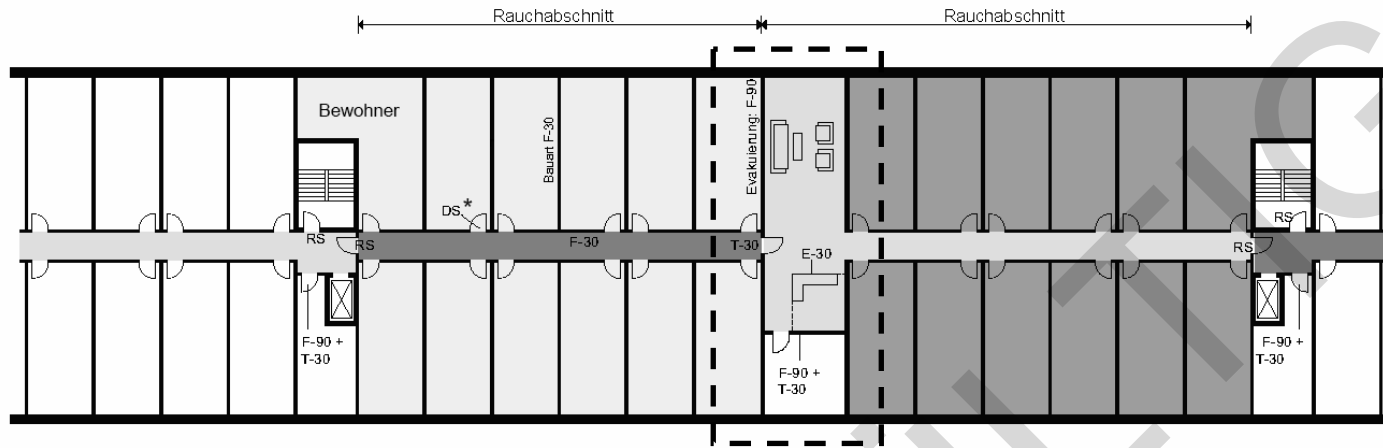 Rauchabschnitt
Rauchabschnitt
Bewohner
Bauart F-30
Evakuierung: F-90
DS*
RS
RS
F-30
T-30
E-30
RS
RS
F-90 +
T-30
F-90 +
T-30
F-90 +
T-30